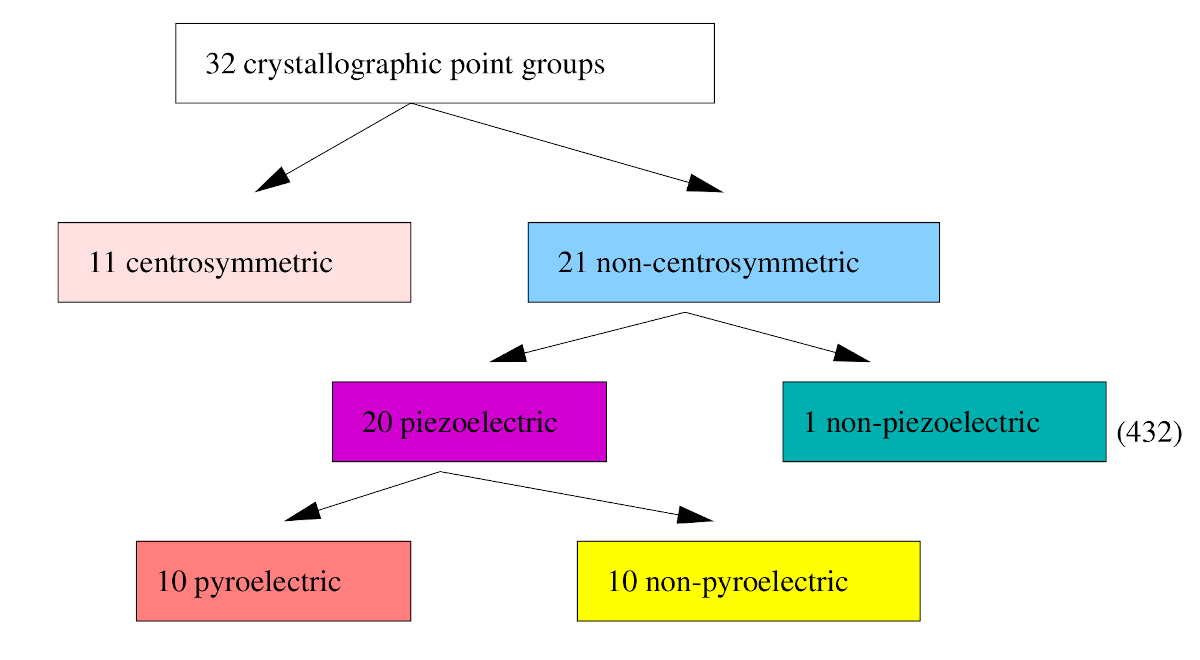 32 crystallographic point groups
11 centrosymmetric
21 non-centrosymmetric
20 piezoelectric
1 non-piezoelectric
(432)
10 pyroelectric
10 non-pyroelectric